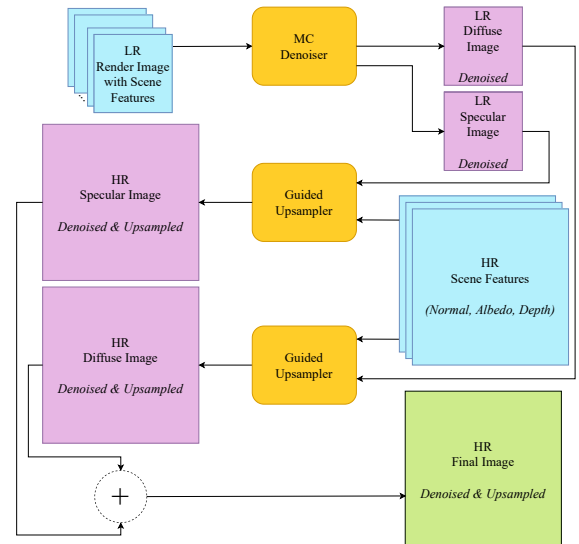 LR
Render Image
with Scene
Features
MC
Denoiser
LR
Diffuse
Image
Denoised
LR
Specular
Image
Denoised
HR
Specular Image
Denoised & Upsampled
Guided
Upsampler
HR
Scene Features
(Normal, Albedo, Depth)
HR
Diffuse Image
Denoised & Upsampled
Guided
Upsampler
+
HR
Final Image
Denoised & Upsampled